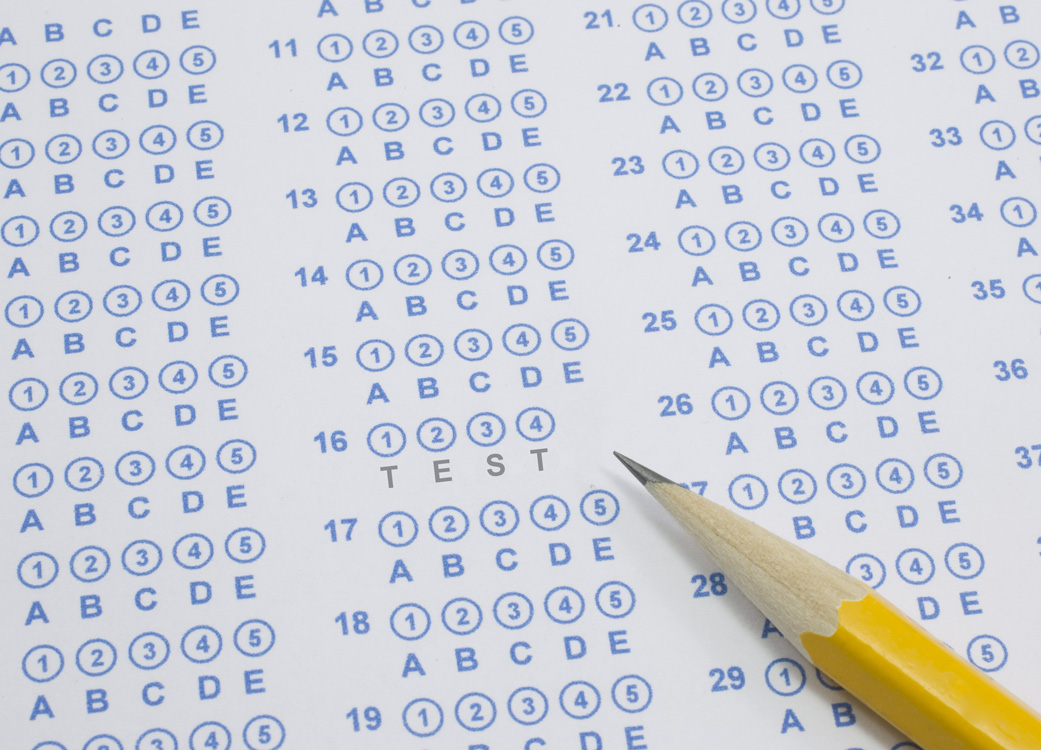 A B C D E
1 2 3 4 5
A B C D E
1 2 3 4 5
A B C D E
1 2 3 4 5
A B C D E
1 2 3 4 5
A B C D E
1 2 3 4 5
A B C D E
1 2 3 4 5
A B C D E
1 2 3 4 5
A B C D E
1 2 3 4 5
A B C D E
3 4 5
A B
11 1 2 3 4 5
A B C D E
12 1 2 3 4 5
A B C D E
13 1 2 3 4 5
A B C D E
14 1 2 3 4 5
A B C D E
15 1 2 3 4 5
A B C D E
16 1 2 3 4
T E S T
17 1 2 3 4 5
A B C D E
18 1 2 3 4 5
A B C D E
19 1 2 3 4 5
D E
21 1 2 3 4 5
A B C D E
22 1 2 3 4 5
A B C D E
23 1 2 3 4 5
A B C D E
24 1 2 3 4 5
A B C D E
25 1 2 3 4 5
A B C D E
26 1 2 3 4 5
A B C D E
27 1 2 3 4 5
B C D E
28 3 4 5
A D E
29 1 5
A B
A B
32 1 2
A B
33 1
A
34 1
A
35
36
37